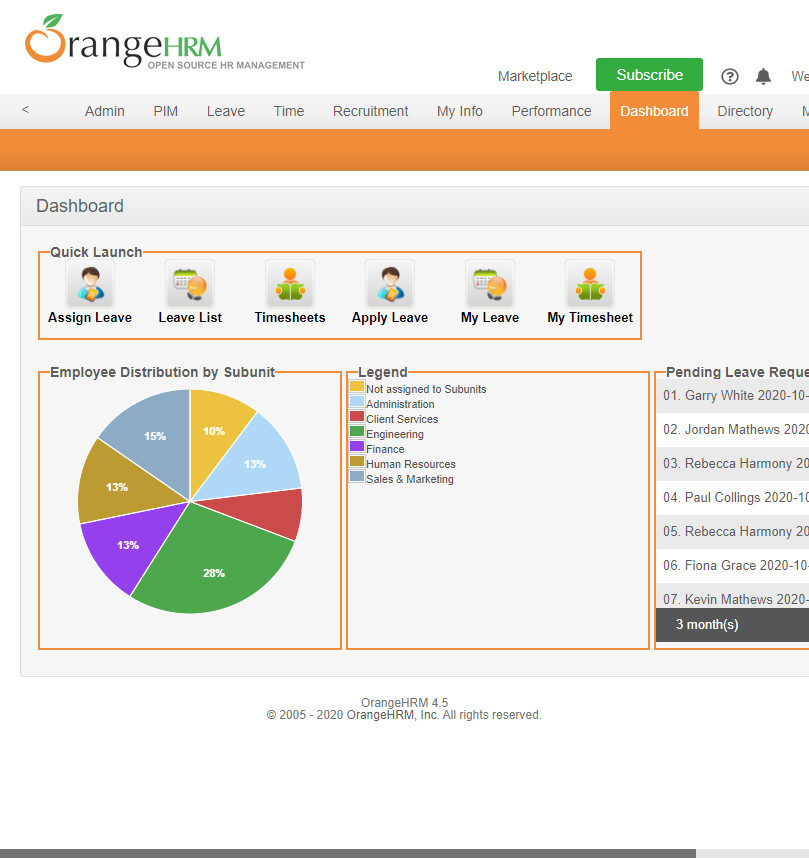 OrangeHRM
OPEN SOURCE HR MANAGEMENT
Marketplace
Subscribe
?
We
<
Admin
PIM
Leave
Time
Recruitment
My Info
Performance
Dashboard
Directory
M
Dashboard
Quick Launch
Assign Leave
Leave List
Timesheets
Apply Leave
My Leave
My Timesheet
Employee Distribution by Subunit
10%
13%
28%
13%
13%
15%
Legend
Not assigned to Subunits
Administration
Client Services
Engineering
Finance
Human Resources
Sales & Marketing
Pending Leave Reque
01. Garry White 2020-10-
02. Jordan Mathews 2020
03. Rebecca Harmony 20
04. Paul Collings 2020-10
05. Rebecca Harmony 20
06. Fiona Grace 2020-10-
07. Kevin Mathews 2020-
3 month(s)
OrangeHRM 4.5
© 2005 - 2020 OrangeHRM, Inc. All rights reserved.